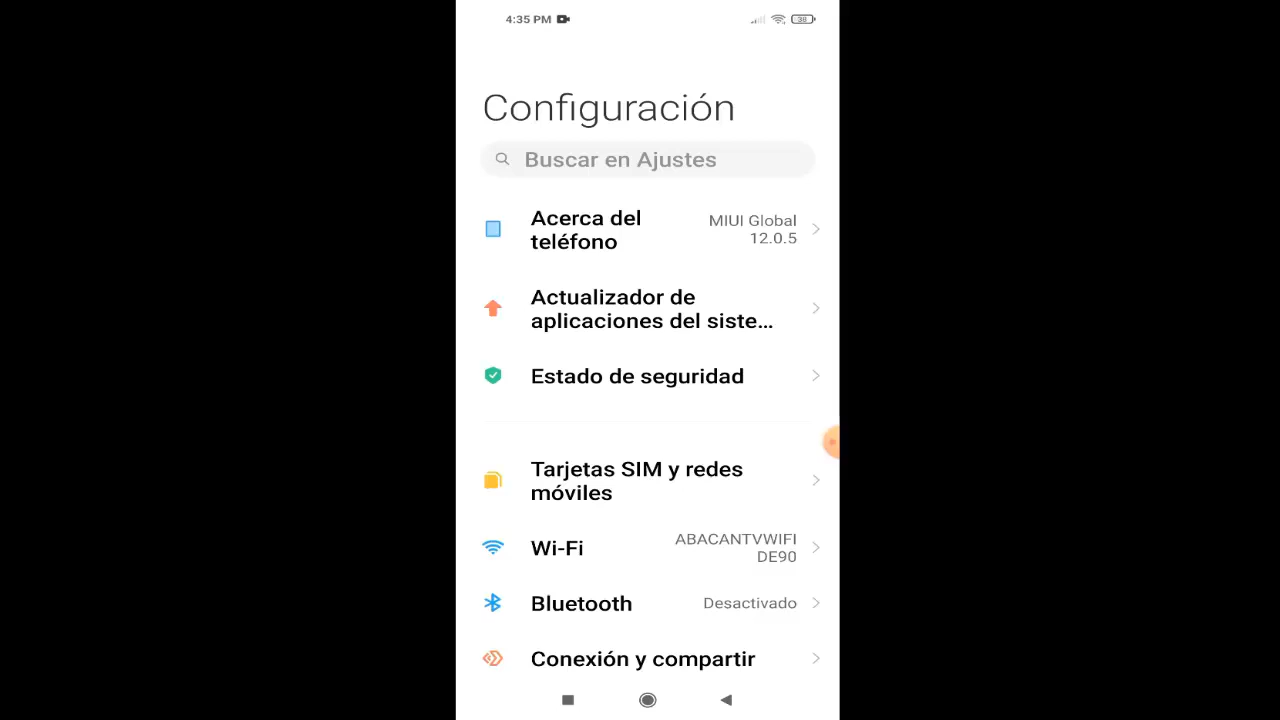 4:35 PM
38
Configuración
Buscar en Ajustes
Acerca del
teléfono
MIUI Global
12.0.5
Actualizador de
aplicaciones del siste...
Estado de seguridad
Tarjetas SIM y redes
móviles
Wi-Fi
ABACANTVWIFI
DE90
Bluetooth
Desactivado
Conexión y compartir